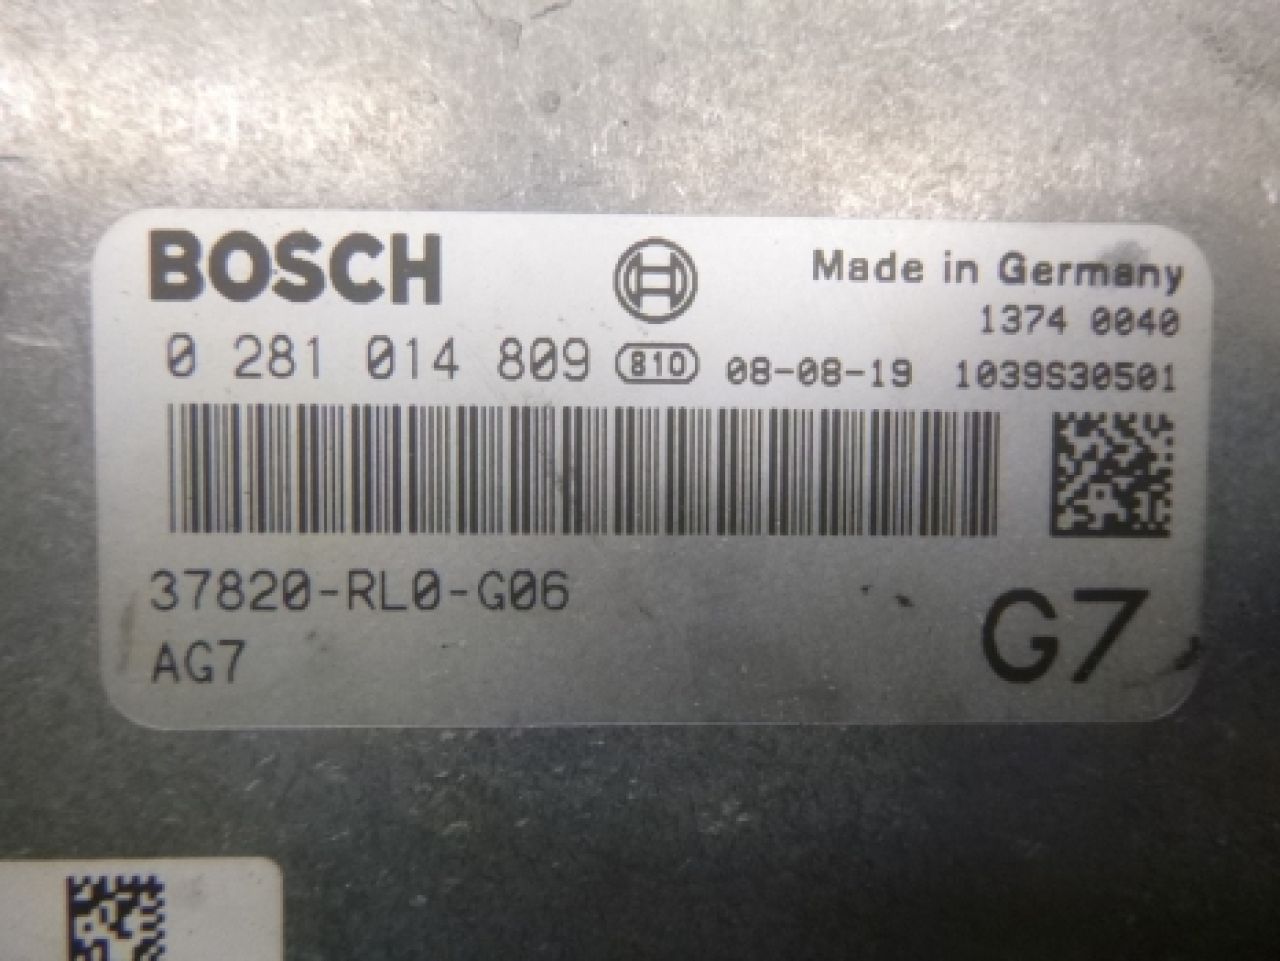 BOSCH
Made in Germany
1374 0040
0 281 014 809 810 08-08-19 1039S30501
37820-RL0-G06
AG7
G7